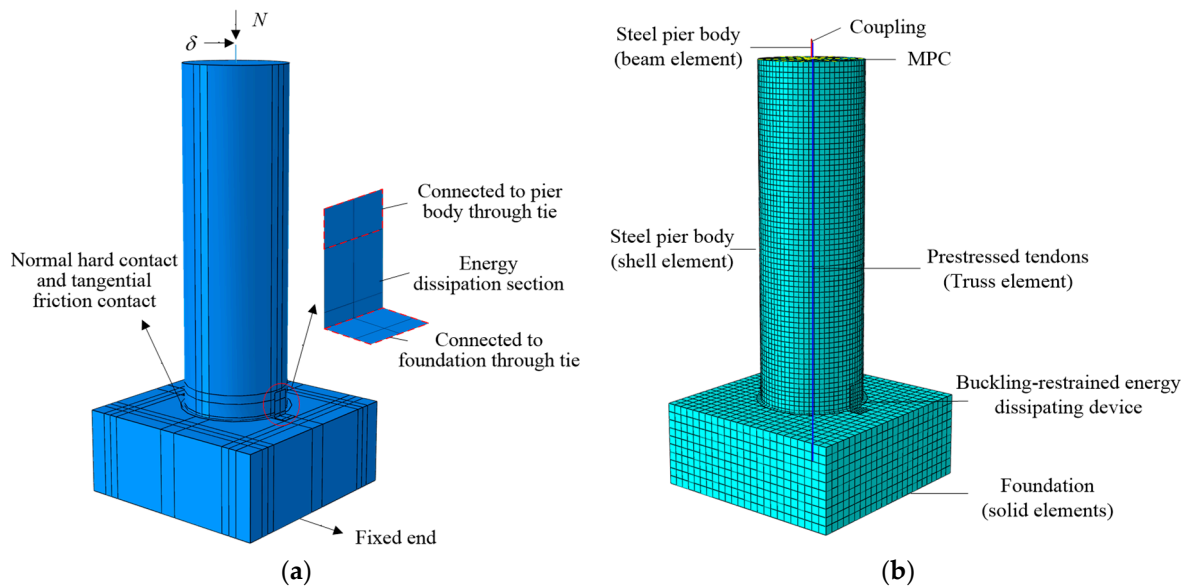 N
δ
Connected to pier
body through tie
Normal hard contact
and tangential
friction contact
Energy
dissipation section
Connected to
foundation through tie
Fixed end
(a)
Steel pier body
(beam element)
Coupling
MPC
Steel pier body
(shell element)
Prestressed tendons
(Truss element)
Buckling-restrained energy
dissipating device
Foundation
(solid elements)
(b)